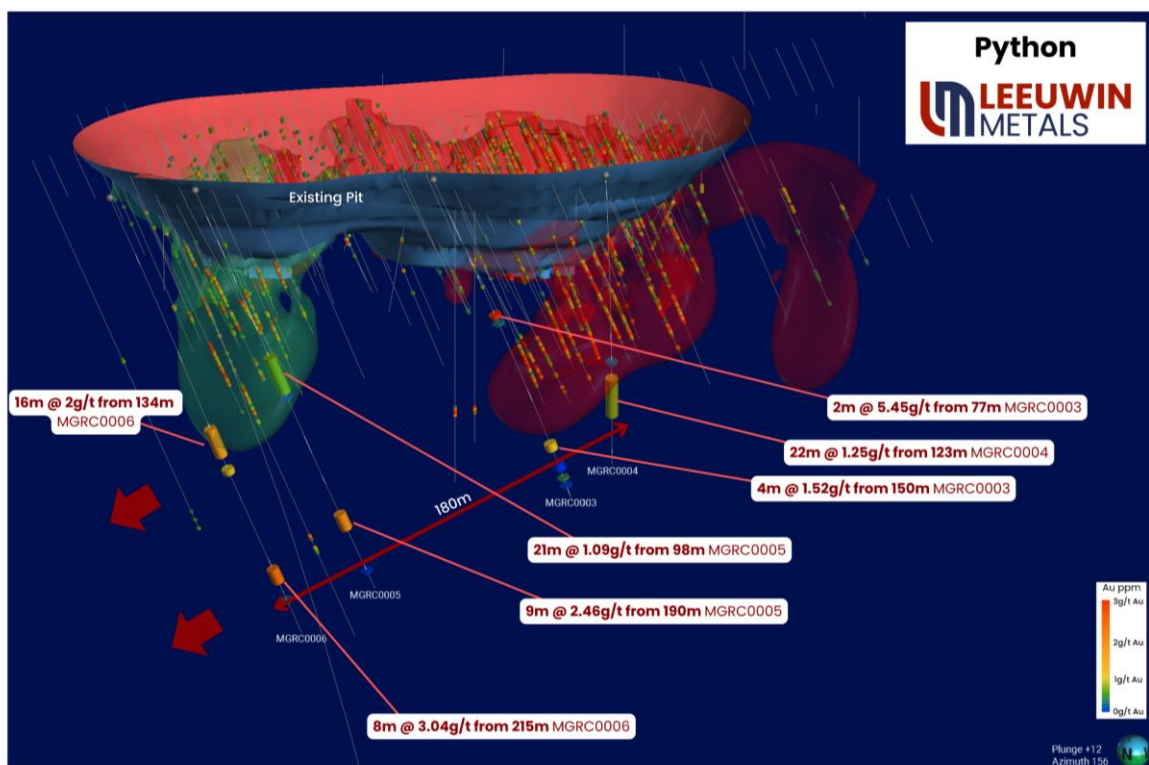 Python
LEEUWIN
METALS
Existing Pit
16m @ 2g/t from 134m
MGRC0006
2m @ 5.45g/t from 77m MGRC0003
22m @ 1.25g/t from 123m MGRC0004
MGRC0004
4m @ 1.52g/t from 150m MGRC0003
MGRC0003
180m
21m @ 1.09g/t from 98m MGRC0005
9m @ 2.46g/t from 190m MGRC0005
MGRC0005
MGRC0006
8m @ 3.04g/t from 215m MGRC0006
Au ppm
3g/t Au
2g/t Au
1g/t Au
0g/t Au
Plunge +12
Azimuth 156
N